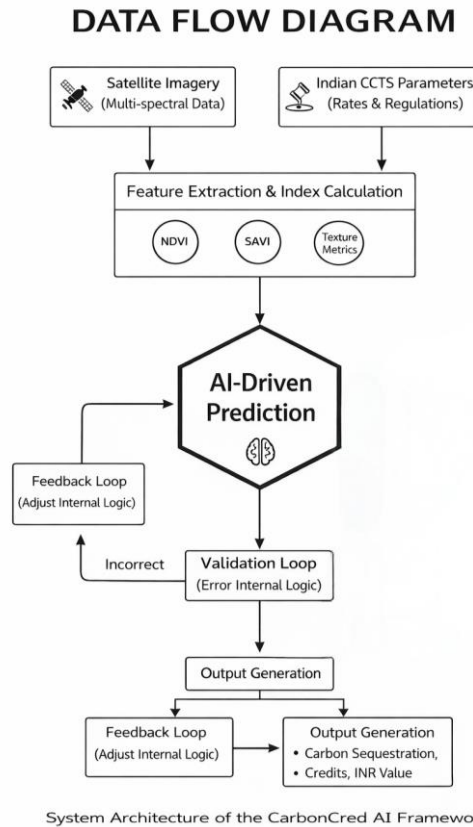 DATA FLOW DIAGRAM
Satellite Imagery
(Multi-spectral Data)
Indian CCTS Parameters
(Rates & Regulations)
Feature Extraction & Index Calculation
NDVI
SAVI
Texture
Metrics
AI-Driven
Prediction
Feedback Loop
(Adjust Internal Logic)
Incorrect
Validation Loop
(Error Internal Logic)
Output Generation
Feedback Loop
(Adjust Internal Logic)
Output Generation
• Carbon Sequestration,
• Credits, INR Value
System Architecture of the CarbonCred AI Framewo